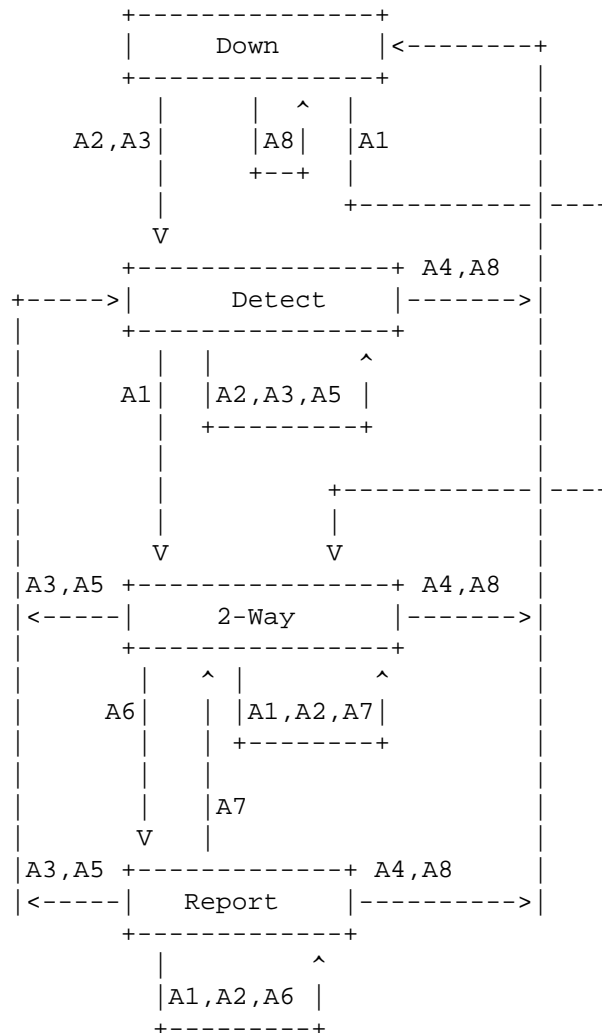 Down
A2,A3 A8 A1
A4,A8
Detect
A1 A2,A3,A5
A3,A5 A4,A8
2-Way
A6 A1,A2,A7
A7
A3,A5 A4,A8
Report
A1,A2,A6